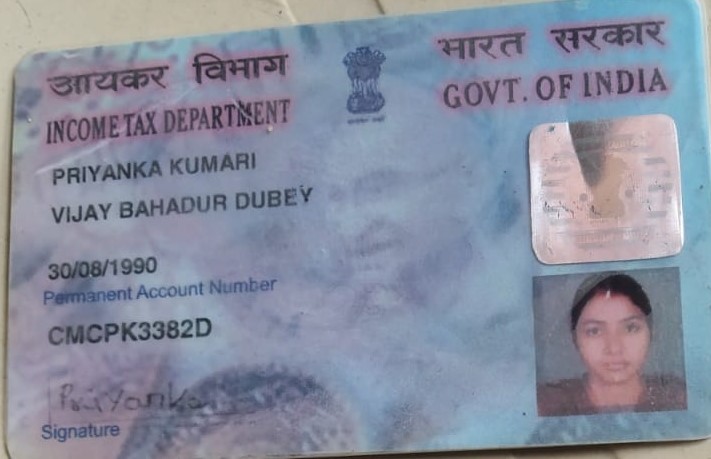 आयकर विभाग
INCOME TAX DEPARTMENT
भारत सरकार
GOVT. OF INDIA
PRIYANKA KUMARI
VIJAY BAHADUR DUBEY
30/08/1990
Permanent Account Number
CMCPK3382D
Priyanka
Signature